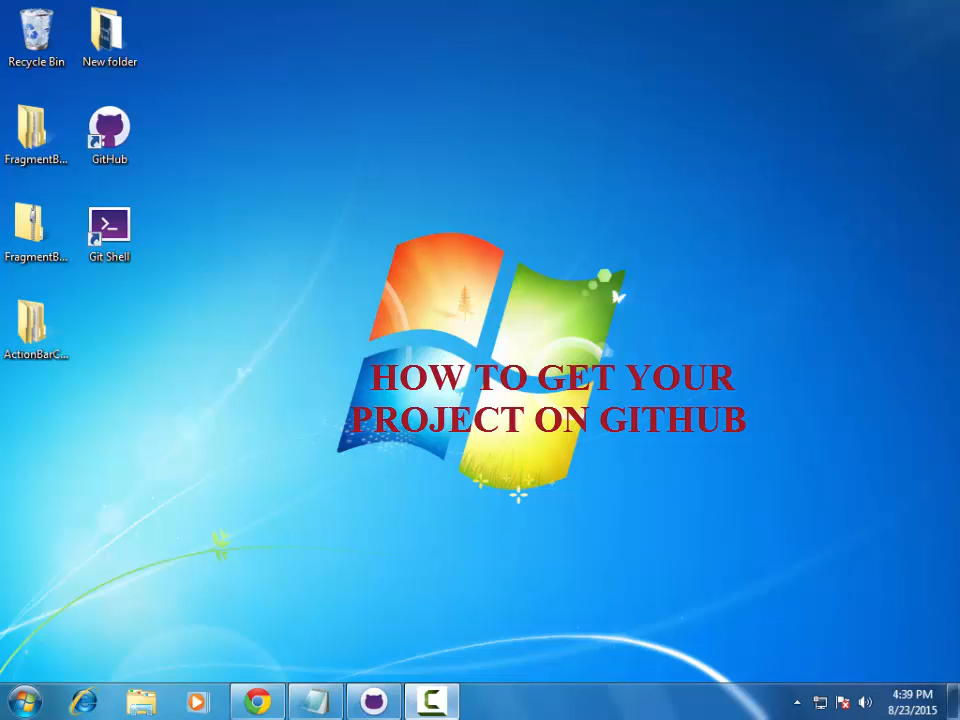 Recycle Bin
New folder
FragmentB...
GitHub
FragmentB...
Git Shell
ActionBarC...
HOW TO GET YOUR
PROJECT ON GITHUB
4:39 PM
8/23/2015